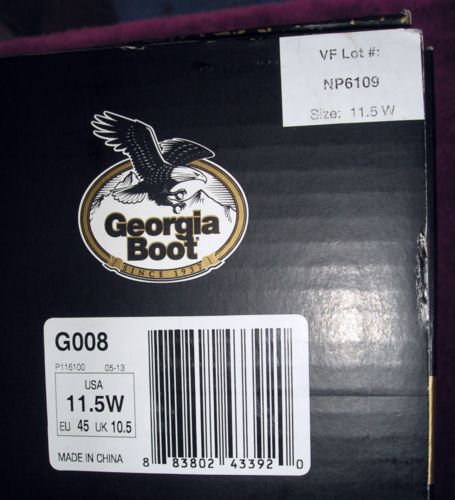 VF Lot #:
NP6109
Size: 11.5 W
Georgia
Boot®
SINCE 1937
G008
P116100 05-13
USA
11.5W
EU 45 UK 10.5
MADE IN CHINA
8 83802 43392 0